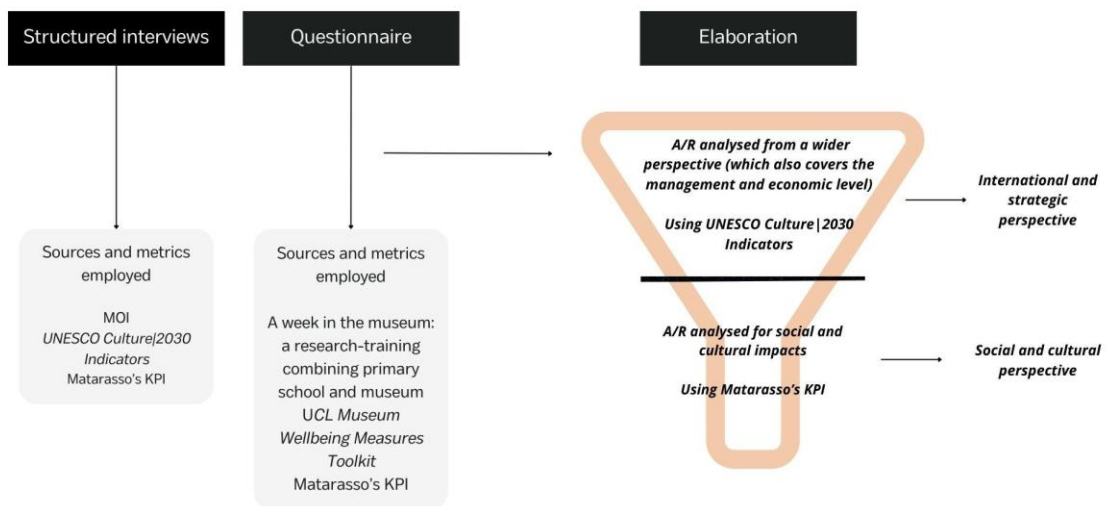 Structured interviews
Questionnaire
Elaboration
Sources and metrics
employed
MOI
UNESCO Culture|2030
Indicators
Matarasso's KPI
Sources and metrics
employed
A week in the museum:
a research-training
combining primary
school and museum
UCL Museum
Wellbeing Measures
Toolkit
Matarasso's KPI
A/R analysed from a wider
perspective (which also covers the
management and economic level)
Using UNESCO Culture|2030
Indicators
International and
strategic
perspective
A/R analysed for social and
cultural impacts
Using Matarasso's KPI
Social and cultural
perspective